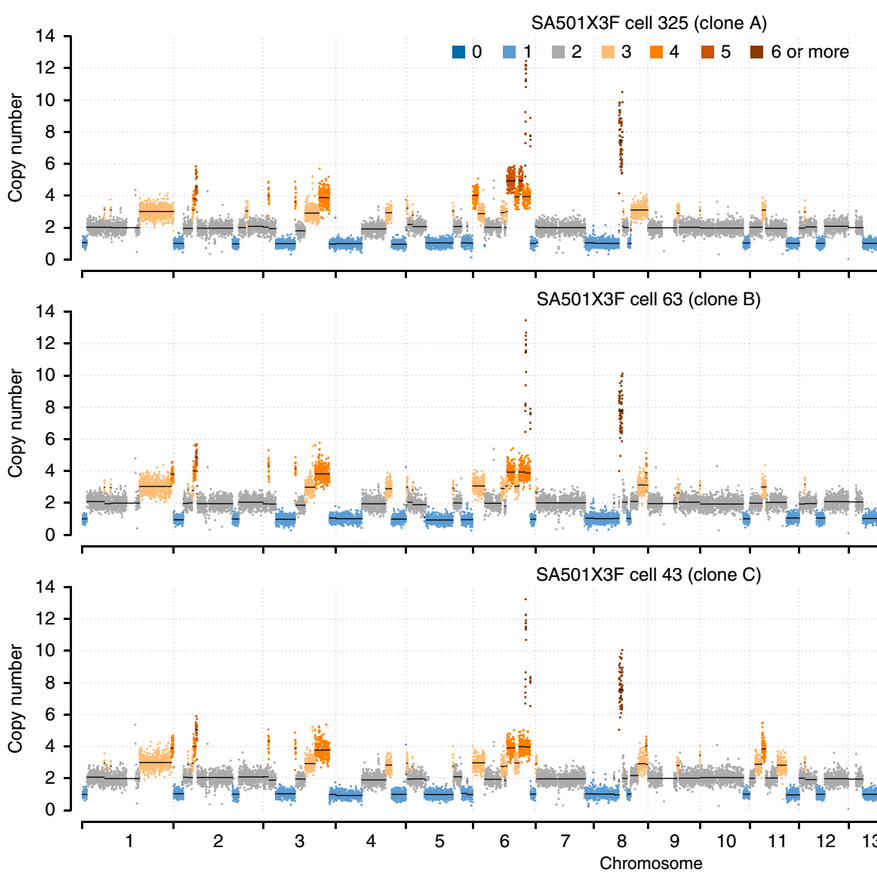 SA501X3F cell 325 (clone A)
0 1 2 3 4 5 6 or more
14
12
10
8
6
4
2
0
Copy number
SA501X3F cell 63 (clone B)
14
12
10
8
6
4
2
0
Copy number
SA501X3F cell 43 (clone C)
14
12
10
8
6
4
2
0
Copy number
1 2 3 4 5 6 7 8 9 10 11 12 13
Chromosome